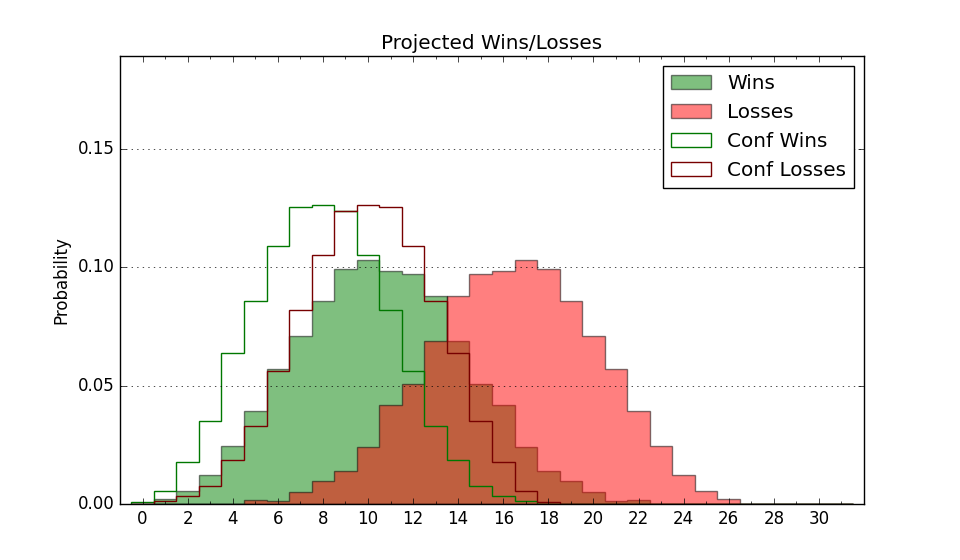 Projected Wins/Losses
Wins
Losses
Conf Wins
Conf Losses
Probability
0.15
0.10
0.05
0.00
0 2 4 6 8 10 12 14 16 18 20 22 24 26 28 30